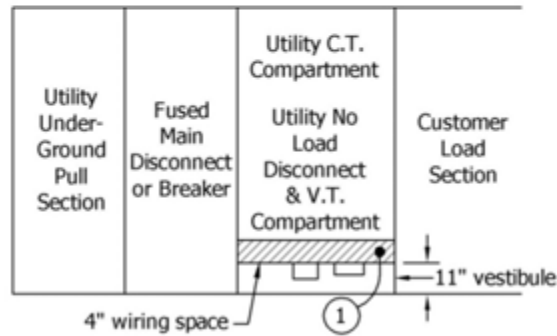 Utility
Under-
Ground
Pull
Section
Fused
Main
Disconnect
or Breaker
Utility C.T.
Compartment
Utility No
Load
Disconnect
& V.T.
Compartment
Customer
Load
Section
4" wiring space
1
11" vestibule